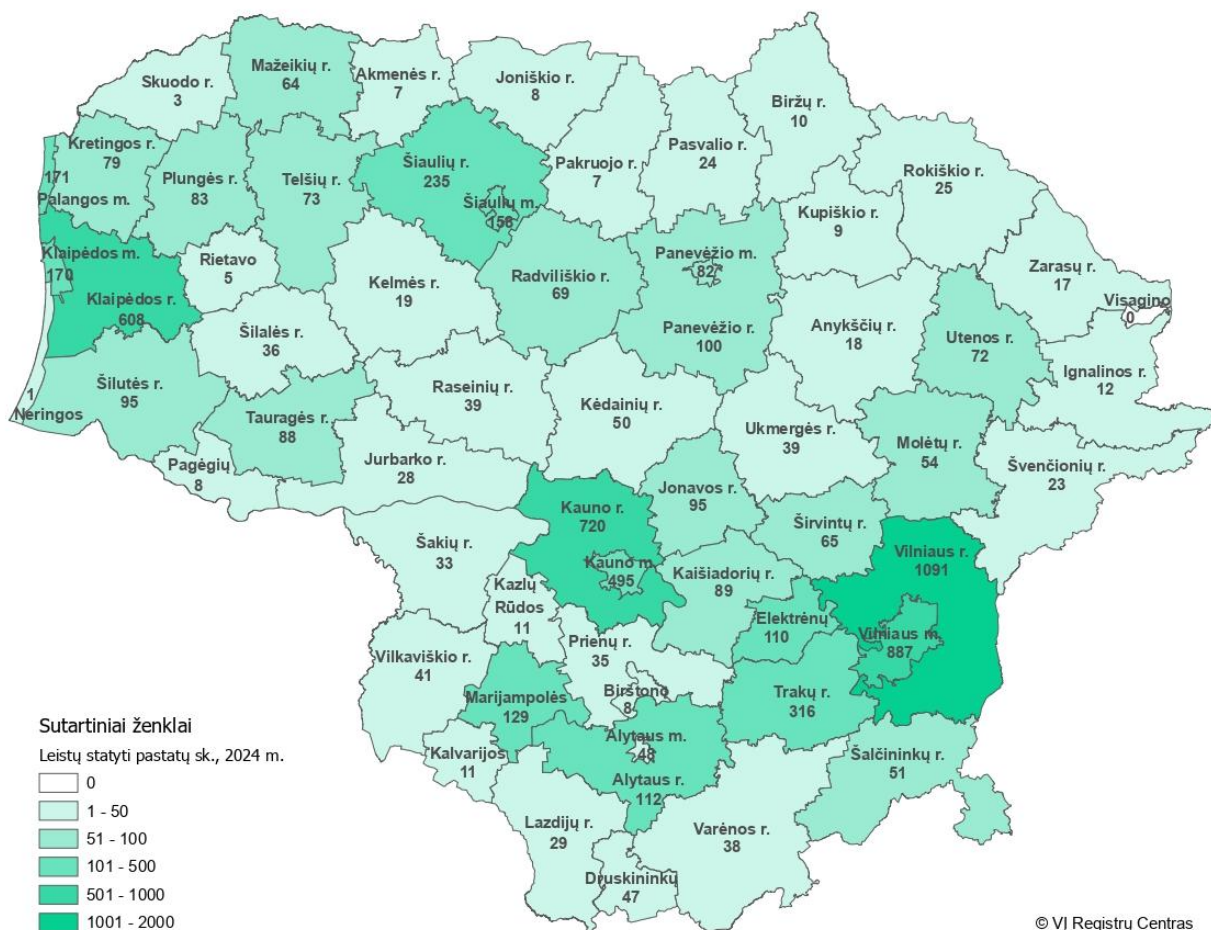 Skuodo r.
3
Mažeikių r.
64
Akmenės r.
7
Joniškio r.
8
Biržų r.
10
Kretingos r.
79
Plungės r.
83
Telšių r.
73
Šiaulių r.
235
Šiaulių m.
158
Pakruojo r.
7
Pasvalio r.
24
Rokiškio r.
25
Kupiškio r.
9
171
Palangos m.
Klaipėdos m.
170
Klaipėdos r.
608
Rietavo
5
Kelmės r.
19
Radviliškio r.
69
Panevėžio m.
82
Panevėžio r.
100
Anykščių r.
18
Zarasų r.
17
Visagino
0
Utenos r.
72
Ignalinos r.
12
Šilalės r.
36
1
Neringos
Šilutės r.
95
Tauragės r.
88
Raseinių r.
39
Kėdainių r.
50
Ukmergės r.
39
Molėtų r.
54
Švenčionių r.
23
Pagėgių
8
Jurbarko r.
28
Jonavos r.
95
Kauno r.
720
Kauno m.
495
Širvintų r.
65
Vilniaus r.
1091
Vilniaus m.
887
Šakių r.
33
Kazlų
Rūdos
11
Kaišiadorių r.
89
Elektrėnų
110
Prienų r.
35
Birštono
8
Vilkaviškio r.
41
Marijampolės
129
Trakų r.
316
Kalvarijos
11
Alytaus m.
48
Alytaus r.
112
Šalčininkų r.
51
Lazdijų r.
29
Varėnos r.
38
Druskininkų
47
Sutartiniai ženklai
Leistų statyti pastatų sk., 2024 m.
0
1 - 50
51 - 100
101 - 500
501 - 1000
1001 - 2000
© VĮ Registrų Centras